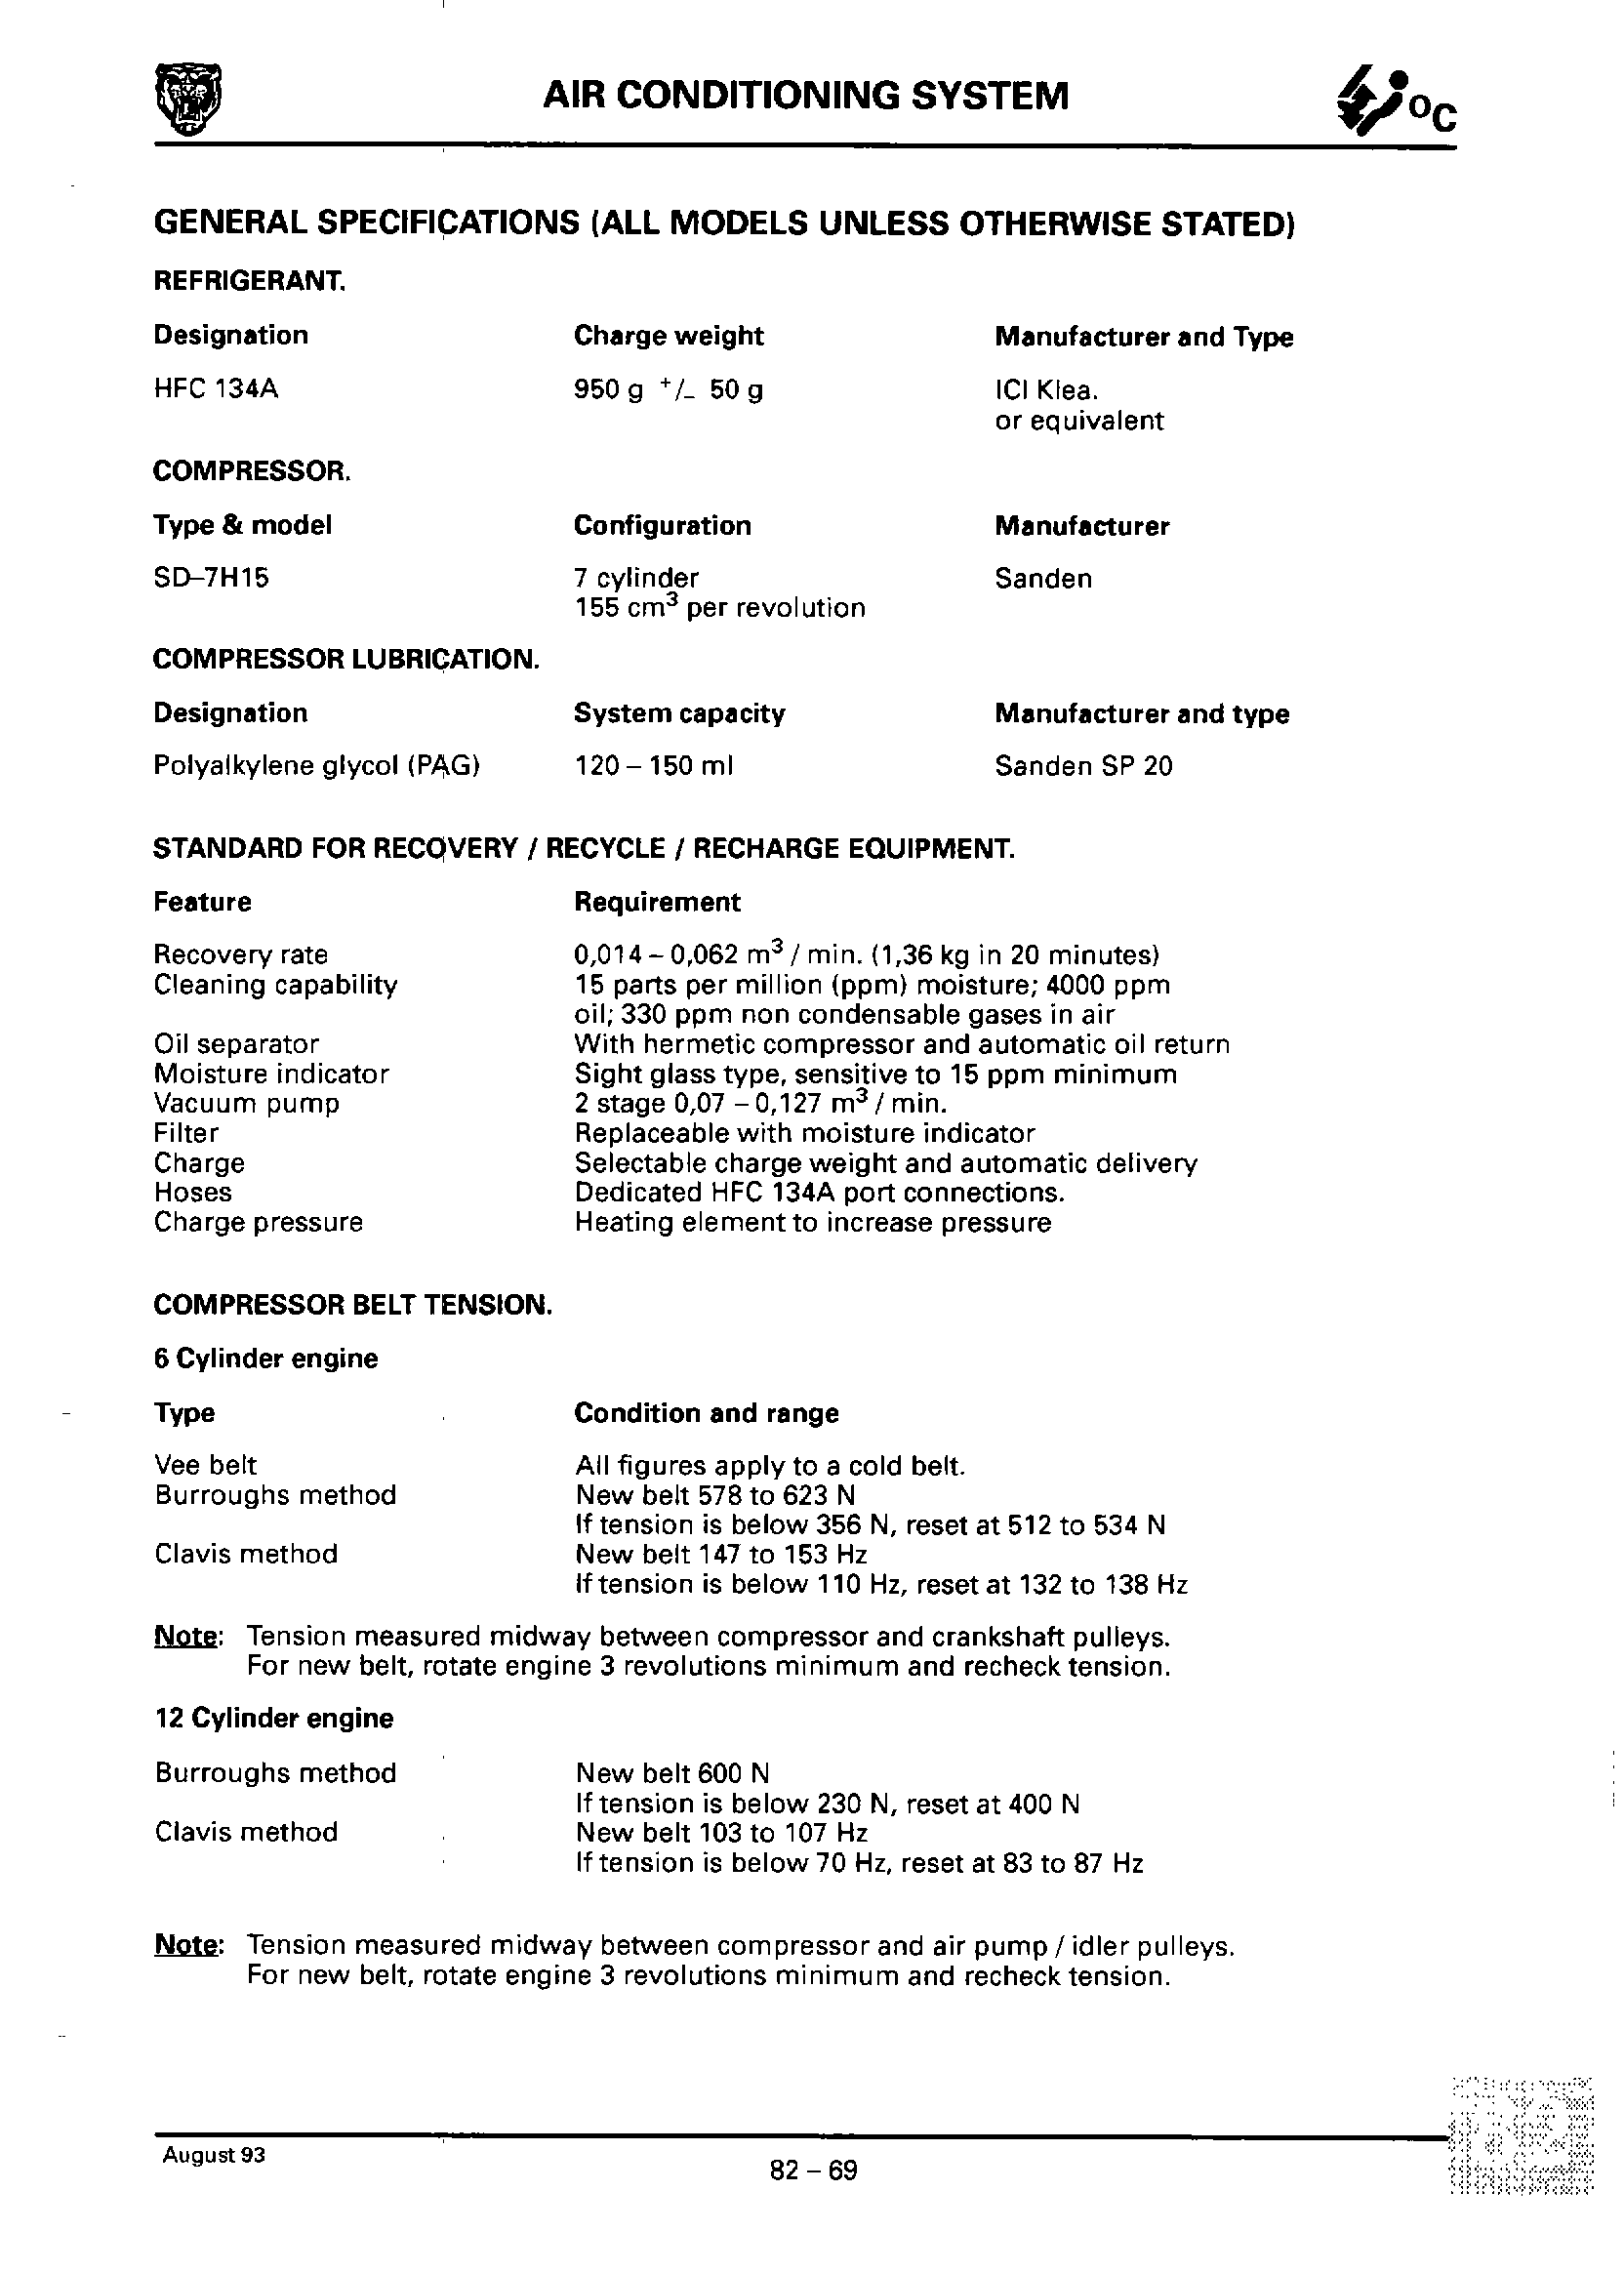 AIR CONDITIONING SYSTEM
oC
GENERAL SPECIFICATIONS (ALL MODELS UNLESS OTHERWISE STATED)
REFRIGERANT.
Designation Charge weight Manufacturer and Type
HFC 134A 950 g +/_ 50 g ICI Klea.
or equivalent
COMPRESSOR.
Type & model Configuration Manufacturer
SD–7H15 7 cylinder Sanden
155 cm³ per revolution
COMPRESSOR LUBRICATION.
Designation System capacity Manufacturer and type
Polyalkylene glycol (PAG) 120 – 150 ml Sanden SP 20
STANDARD FOR RECOVERY / RECYCLE / RECHARGE EQUIPMENT.
Feature Requirement
Recovery rate 0,014 – 0,062 m³ / min. (1,36 kg in 20 minutes)
Cleaning capability 15 parts per million (ppm) moisture; 4000 ppm
oil; 330 ppm non condensable gases in air
Oil separator With hermetic compressor and automatic oil return
Moisture indicator Sight glass type, sensitive to 15 ppm minimum
Vacuum pump 2 stage 0,07 – 0,127 m³ / min.
Filter Replaceable with moisture indicator
Charge Selectable charge weight and automatic delivery
Hoses Dedicated HFC 134A port connections.
Charge pressure Heating element to increase pressure
COMPRESSOR BELT TENSION.
6 Cylinder engine
Type Condition and range
Vee belt All figures apply to a cold belt.
Burroughs method New belt 578 to 623 N
If tension is below 356 N, reset at 512 to 534 N
Clavis method New belt 147 to 153 Hz
If tension is below 110 Hz, reset at 132 to 138 Hz
Note: Tension measured midway between compressor and crankshaft pulleys.
For new belt, rotate engine 3 revolutions minimum and recheck tension.
12 Cylinder engine
Burroughs method New belt 600 N
If tension is below 230 N, reset at 400 N
Clavis method New belt 103 to 107 Hz
If tension is below 70 Hz, reset at 83 to 87 Hz
Note: Tension measured midway between compressor and air pump / idler pulleys.
For new belt, rotate engine 3 revolutions minimum and recheck tension.
August 93
82 – 69